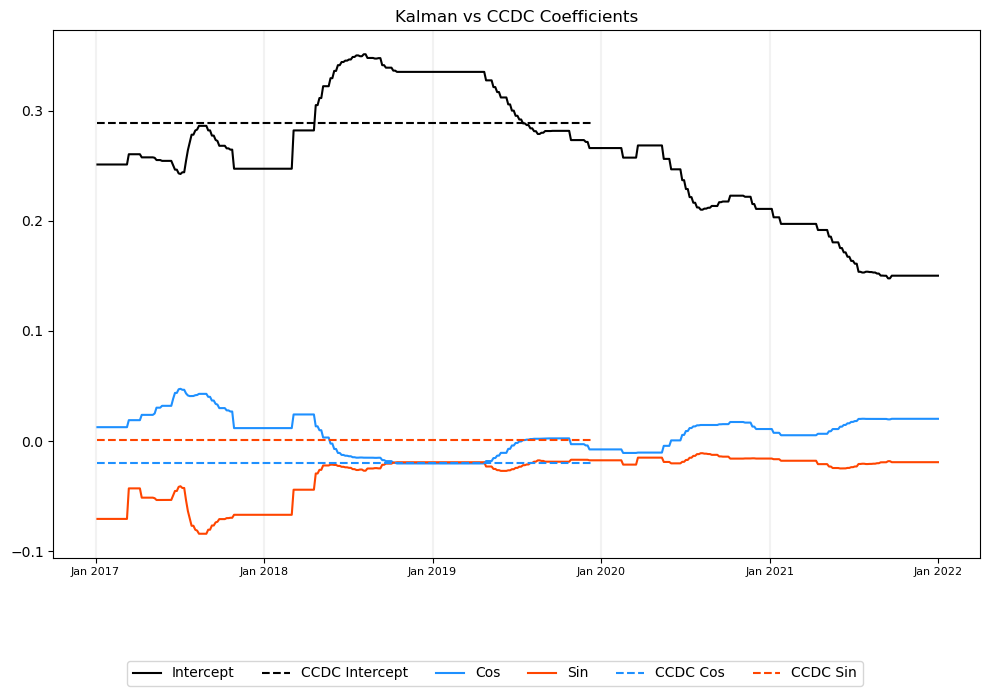 Kalman vs CCDC Coefficients
0.3
0.2
0.1
0.0
−0.1
Jan 2017 Jan 2018 Jan 2019 Jan 2020 Jan 2021 Jan 2022
Intercept CCDC Intercept Cos Sin CCDC Cos CCDC Sin